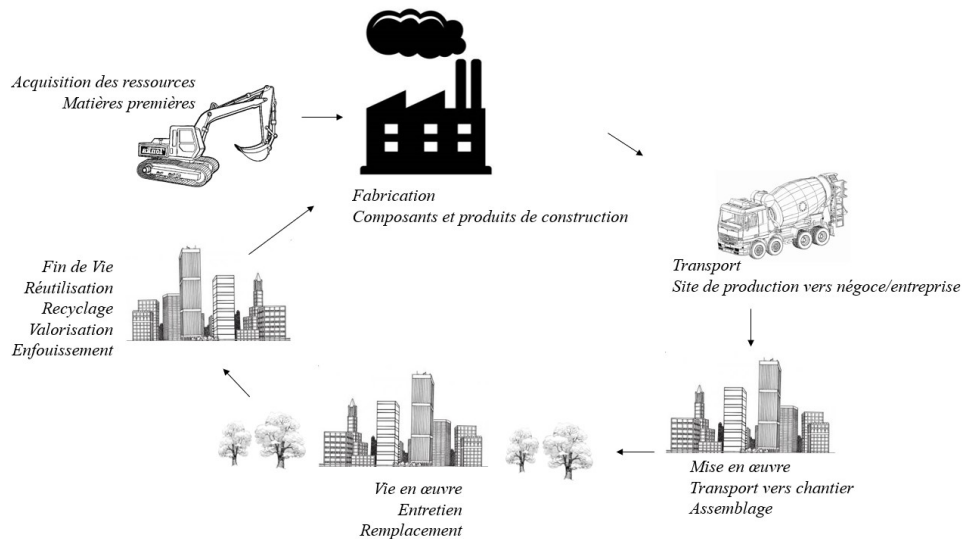 Acquisition des ressources
Matières premières
Fabrication
Composants et produits de construction
Transport
Site de production vers négoce/entreprise
Mise en œuvre
Transport vers chantier
Assemblage
Vie en œuvre
Entretien
Remplacement
Fin de Vie
Réutilisation
Recyclage
Valorisation
Enfouissement